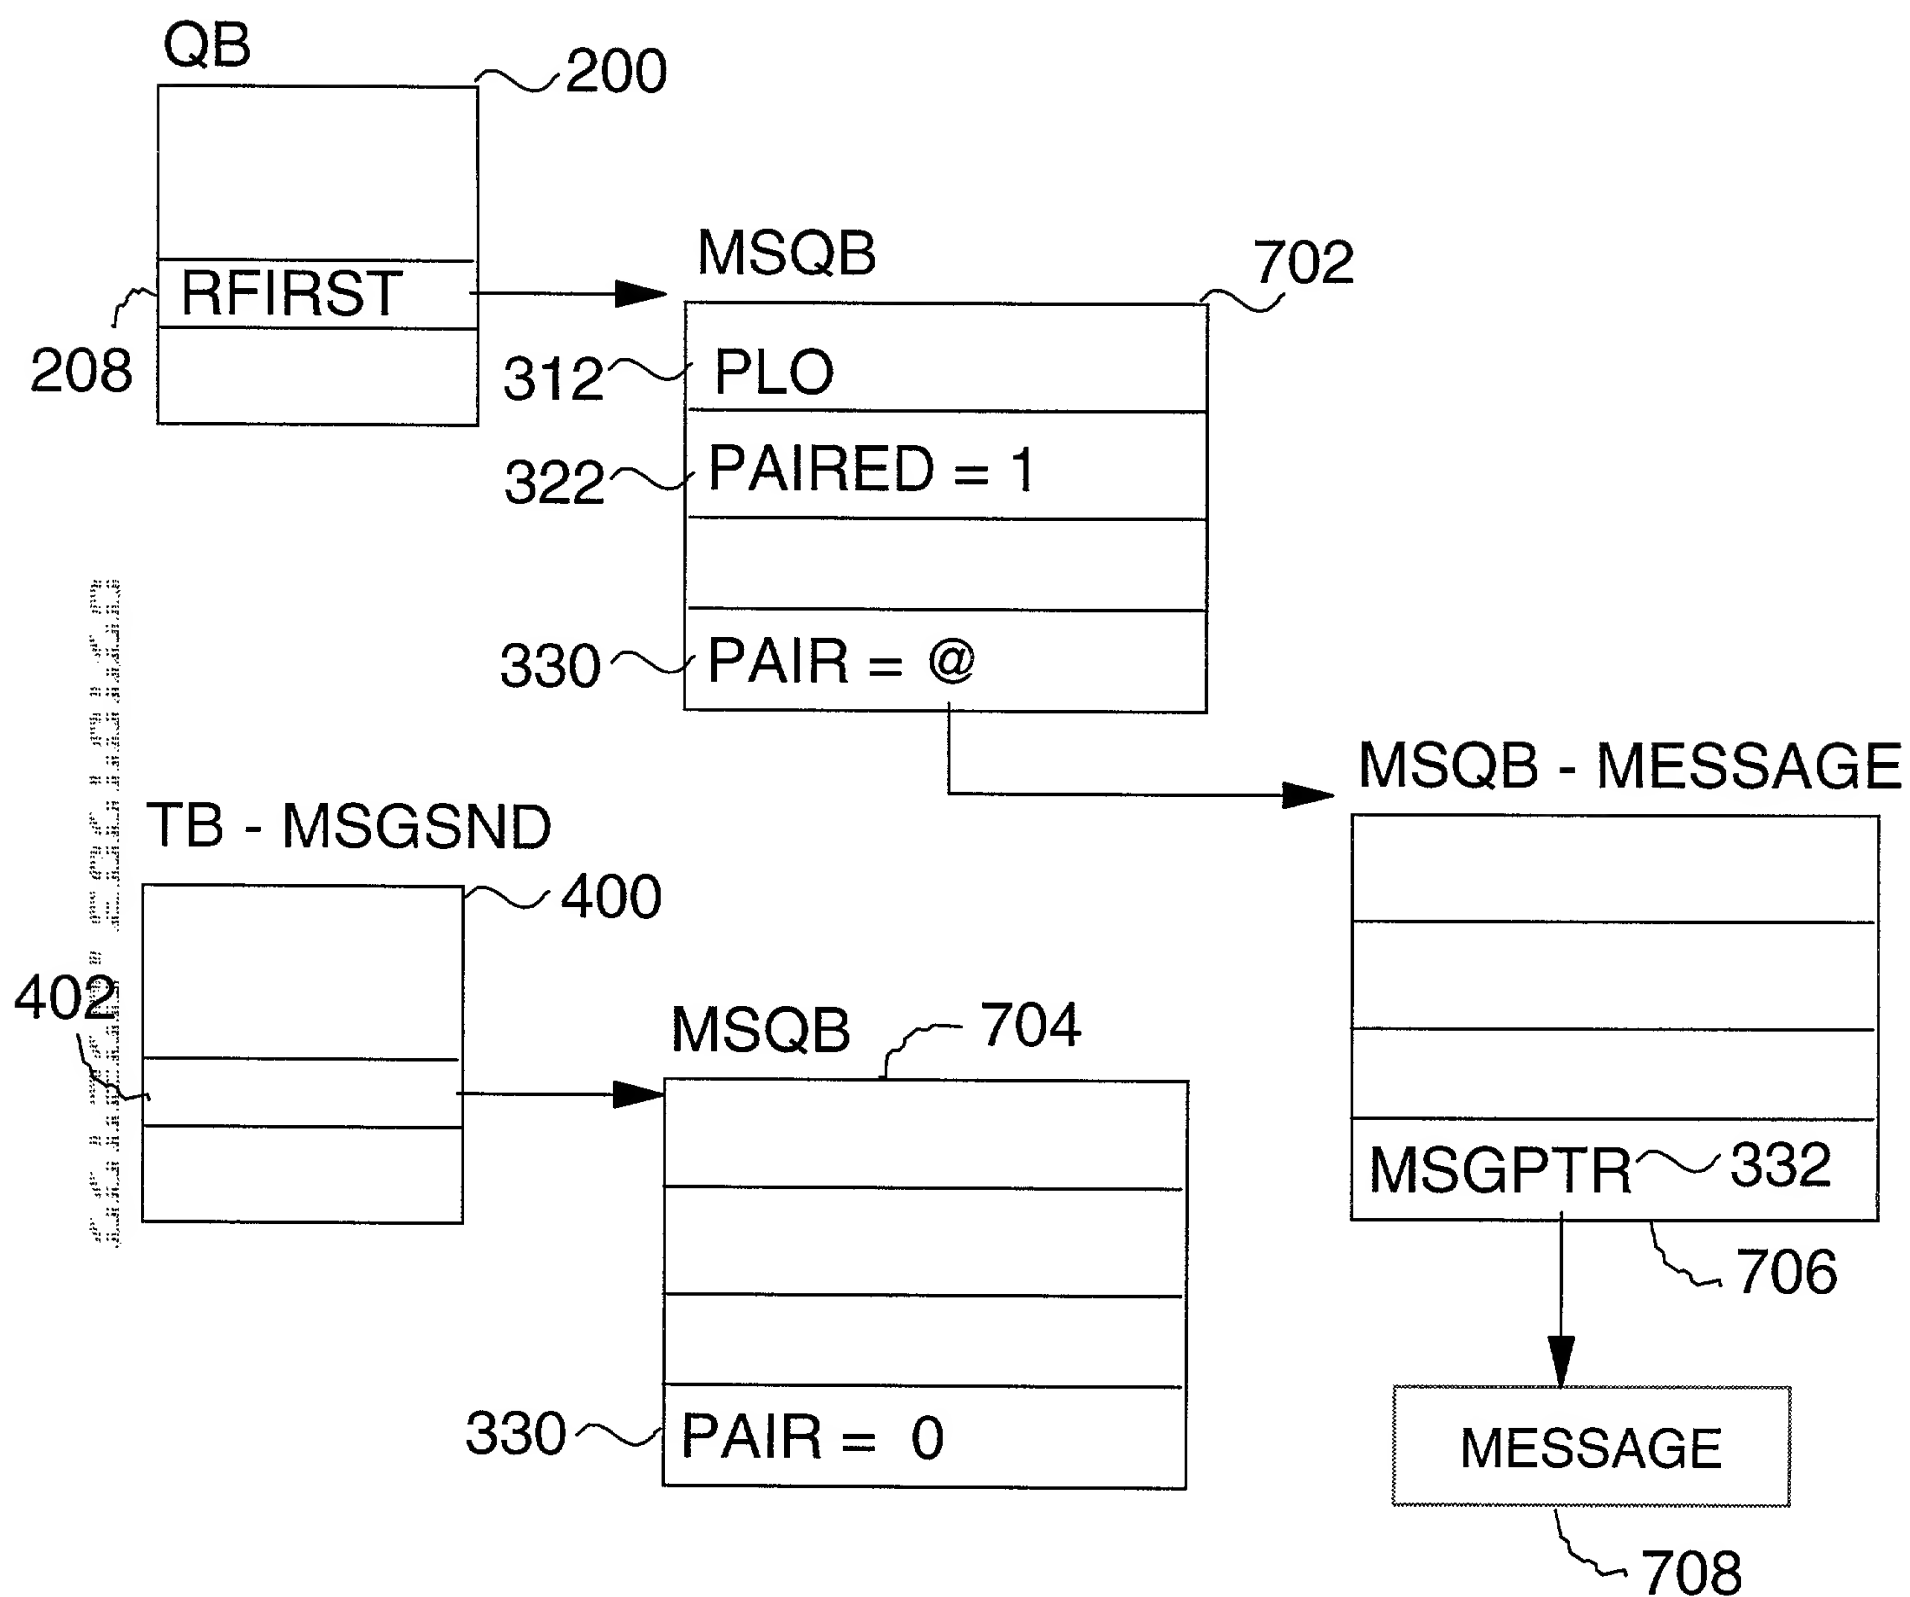 QB
200
RFIRST
208
MSQB
702
312
PLO
322
PAIRED = 1
330
PAIR = @
MSQB - MESSAGE
TB - MSGSND
400
402
MSQB
704
MSGPTR
332
706
330
PAIR = 0
MESSAGE
708